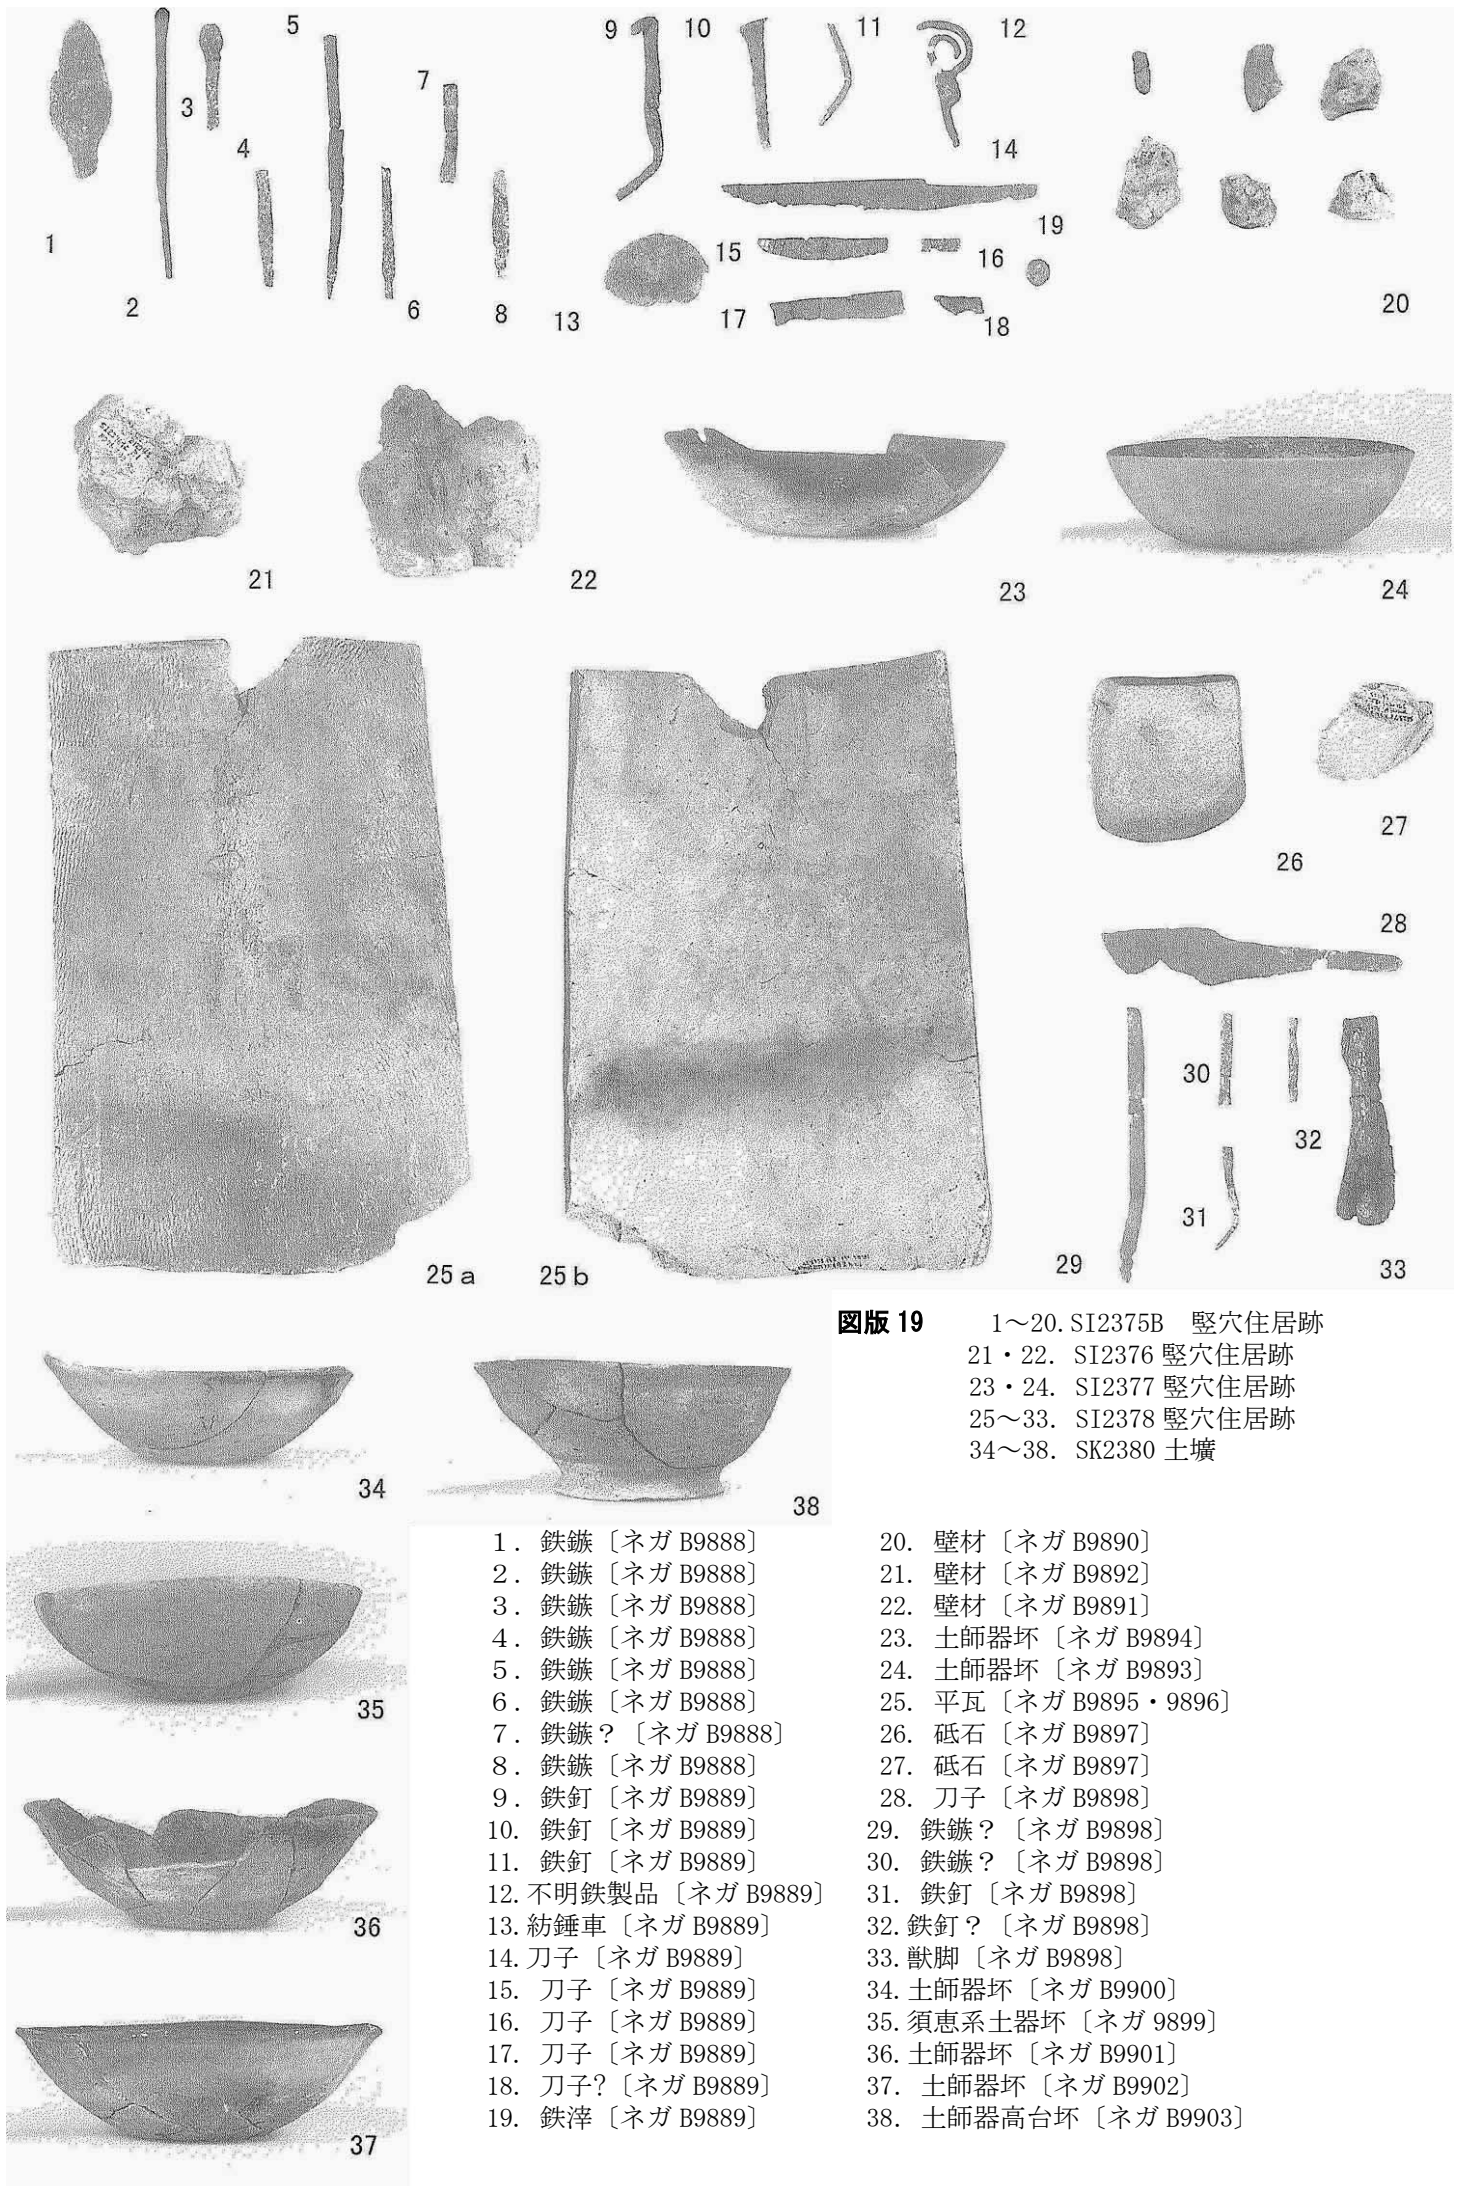 1
2
3
4
5
6
7
8
9
10
11
12
13
14
15
16
17
18
19
20
21
22
23
24
25a
25b
26
27
28
29
30
31
32
33
34
35
36
37
38
図版 19 1～20. SI2375B 竪穴住居跡
21・22. SI2376 竪穴住居跡
23・24. SI2377 竪穴住居跡
25～33. SI2378 竪穴住居跡
34～38. SK2380 土壙
1. 鉄鏃〔ネガ B9888〕
2. 鉄鏃〔ネガ B9888〕
3. 鉄鏃〔ネガ B9888〕
4. 鉄鏃〔ネガ B9888〕
5. 鉄鏃〔ネガ B9888〕
6. 鉄鏃〔ネガ B9888〕
7. 鉄鏃？〔ネガ B9888〕
8. 鉄鏃〔ネガ B9888〕
9. 鉄釘〔ネガ B9889〕
10. 鉄釘〔ネガ B9889〕
11. 鉄釘〔ネガ B9889〕
12. 不明鉄製品〔ネガ B9889〕
13. 紡錘車〔ネガ B9889〕
14. 刀子〔ネガ B9889〕
15. 刀子〔ネガ B9889〕
16. 刀子〔ネガ B9889〕
17. 刀子〔ネガ B9889〕
18. 刀子?〔ネガ B9889〕
19. 鉄滓〔ネガ B9889〕
20. 壁材〔ネガ B9890〕
21. 壁材〔ネガ B9892〕
22. 壁材〔ネガ B9891〕
23. 土師器坏〔ネガ B9894〕
24. 土師器坏〔ネガ B9893〕
25. 平瓦〔ネガ B9895・9896〕
26. 砥石〔ネガ B9897〕
27. 砥石〔ネガ B9897〕
28. 刀子〔ネガ B9898〕
29. 鉄鏃？〔ネガ B9898〕
30. 鉄鏃？〔ネガ B9898〕
31. 鉄釘〔ネガ B9898〕
32. 鉄釘？〔ネガ B9898〕
33. 獣脚〔ネガ B9898〕
34. 土師器坏〔ネガ B9900〕
35. 須恵系土器坏〔ネガ 9899〕
36. 土師器坏〔ネガ B9901〕
37. 土師器坏〔ネガ B9902〕
38. 土師器高台坏〔ネガ B9903〕